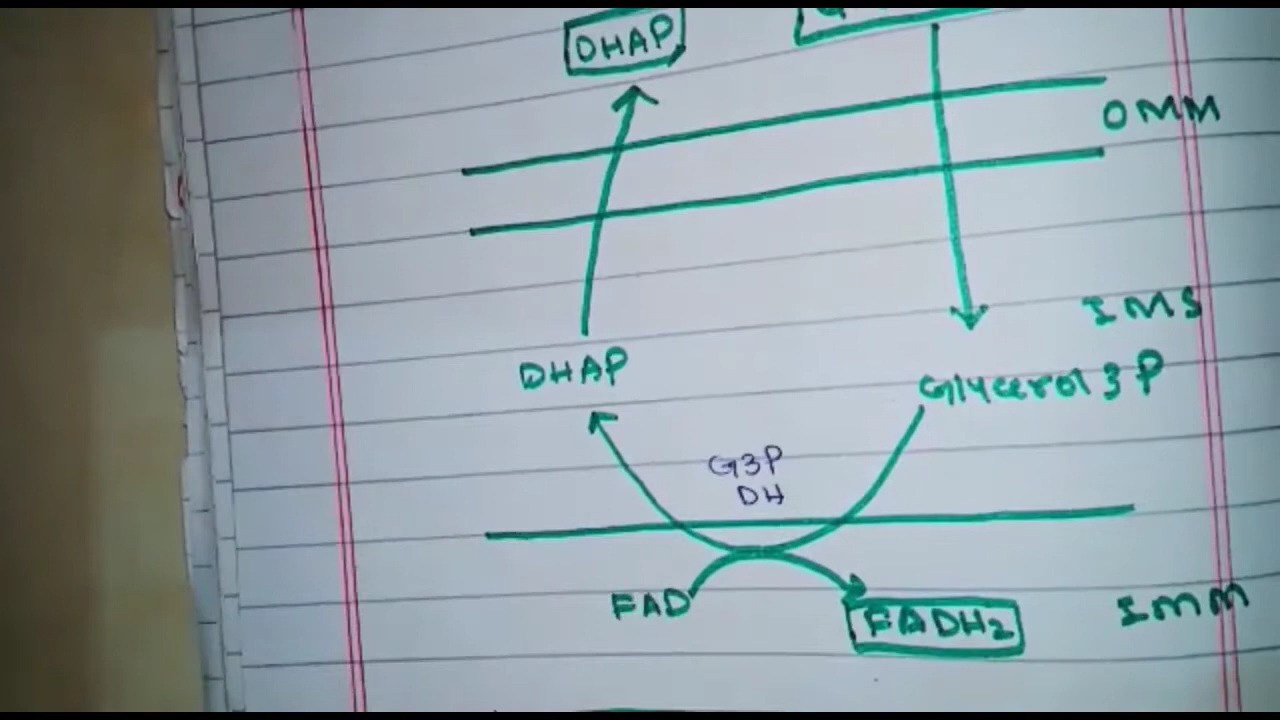 DHAP
OMM
IMS
DHAP
Glycerol 3 P
G3P
DH
FAD
FADH2
IMM